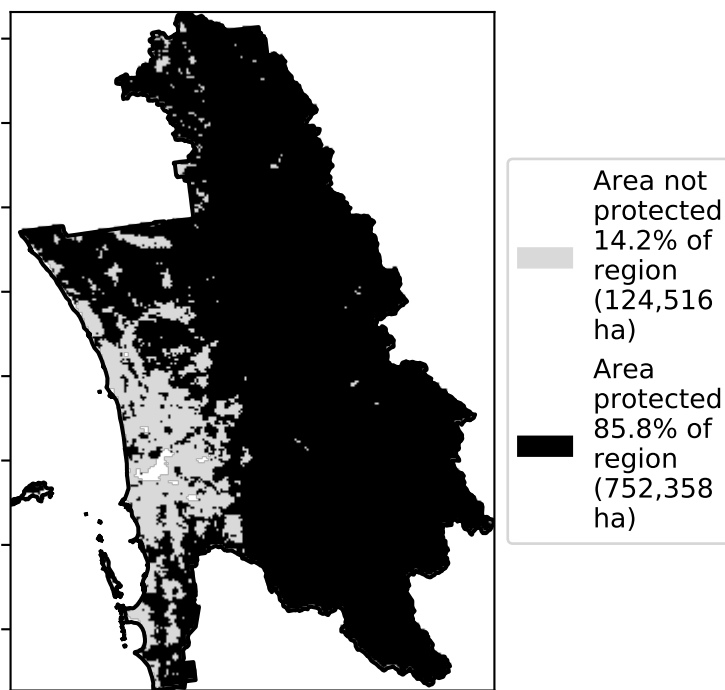 Area not
protected
14.2% of
region
(124,516
ha)
Area
protected
85.8% of
region
(752,358
ha)